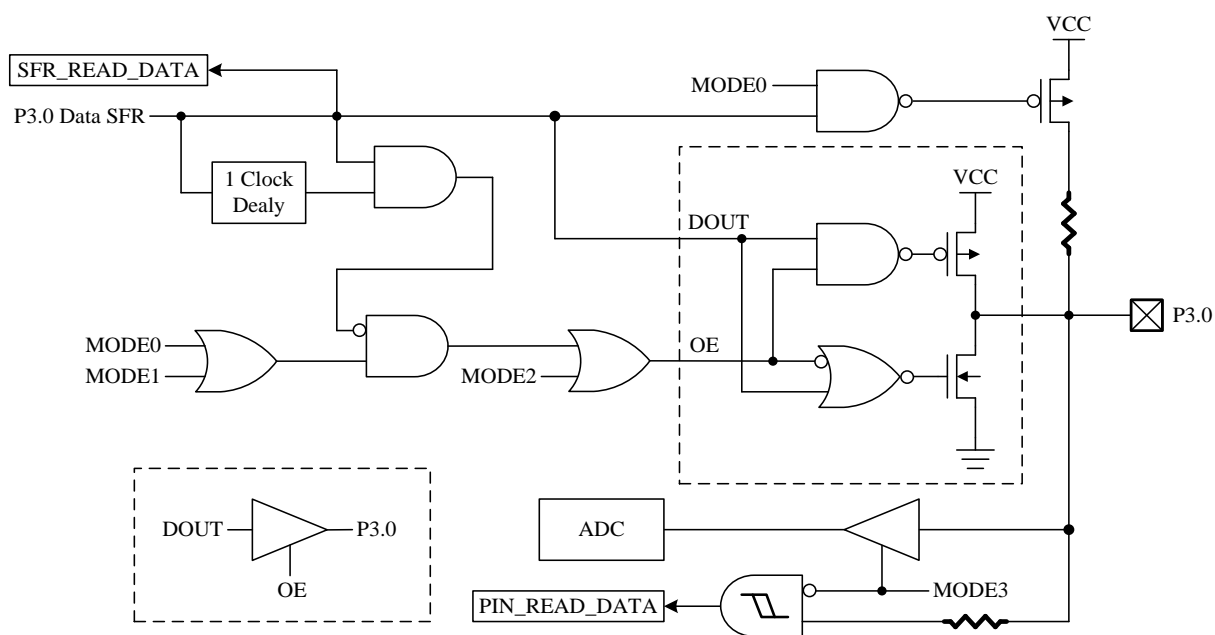 VCC
SFR_READ_DATA
MODE0
P3.0 Data SFR
1 Clock
Dealy
VCC
DOUT
P3.0
MODE0
MODE1
MODE2
OE
DOUT
P3.0
OE
ADC
MODE3
PIN_READ_DATA